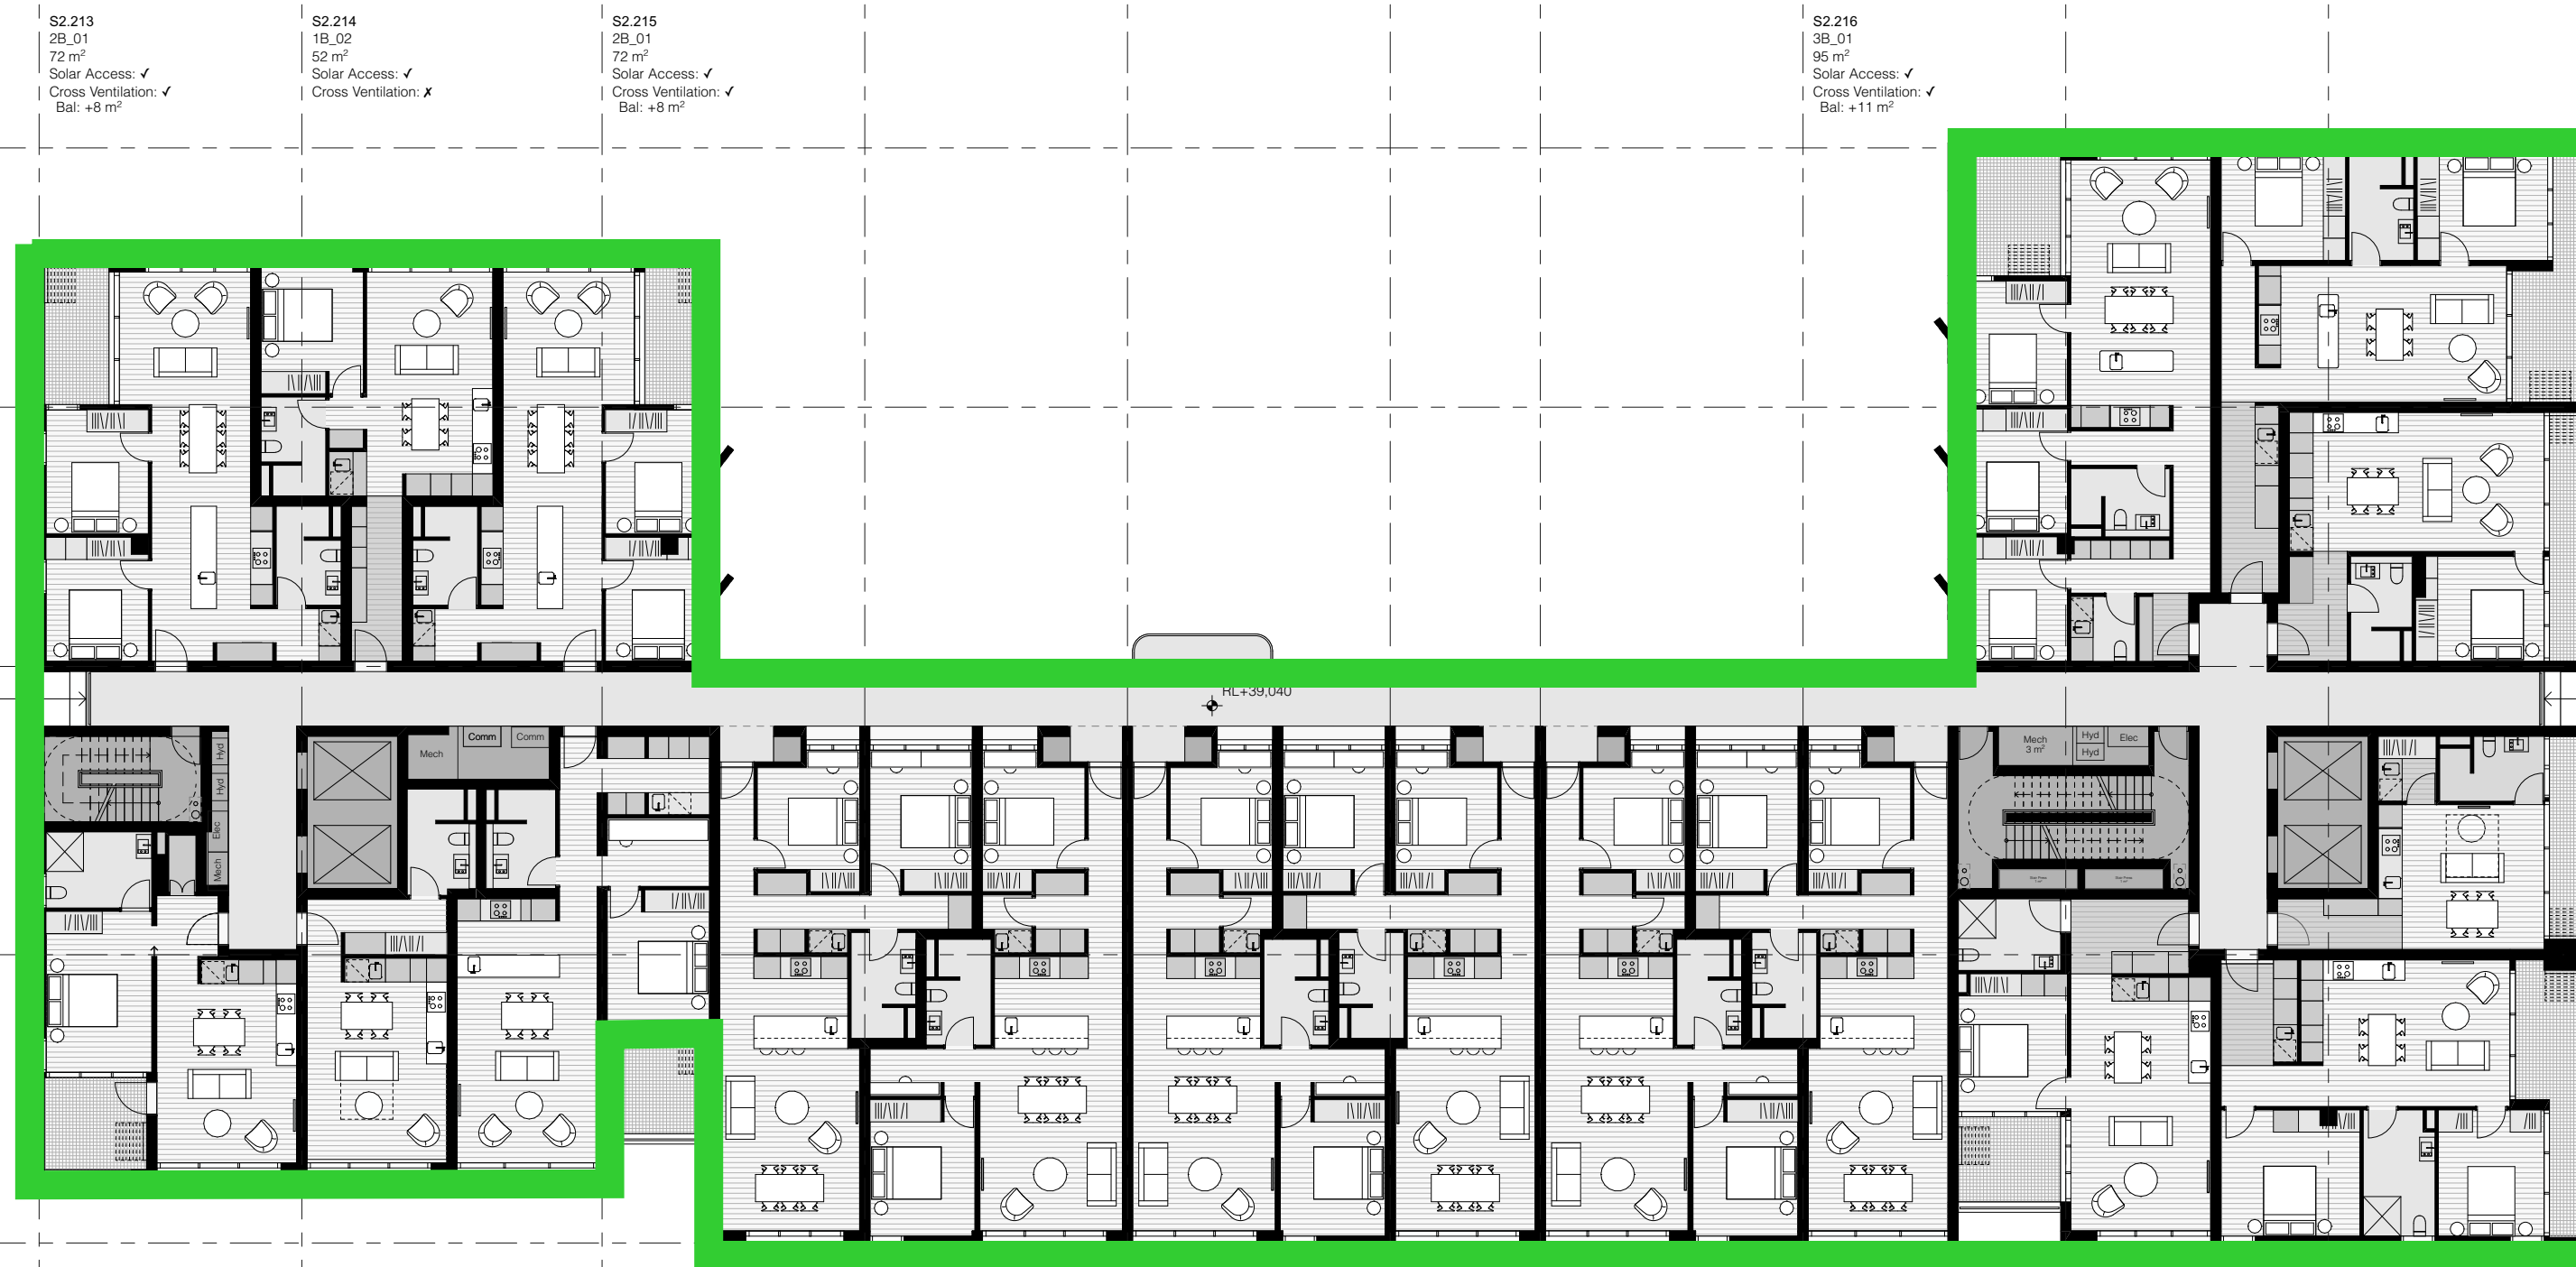 S2.213
2B_01
72 m²
Solar Access: ✓
Cross Ventilation: ✓
Bal: +8 m²
S2.214
1B_02
52 m²
Solar Access: ✓
Cross Ventilation: ✗
S2.215
2B_01
72 m²
Solar Access: ✓
Cross Ventilation: ✓
Bal: +8 m²
S2.216
3B_01
95 m²
Solar Access: ✓
Cross Ventilation: ✓
Bal: +11 m²
RL+39,040
Hyd
Hyd
Elec
Mech
Mech
Comm
Comm
Mech
3 m²
Hyd
Hyd
Elec